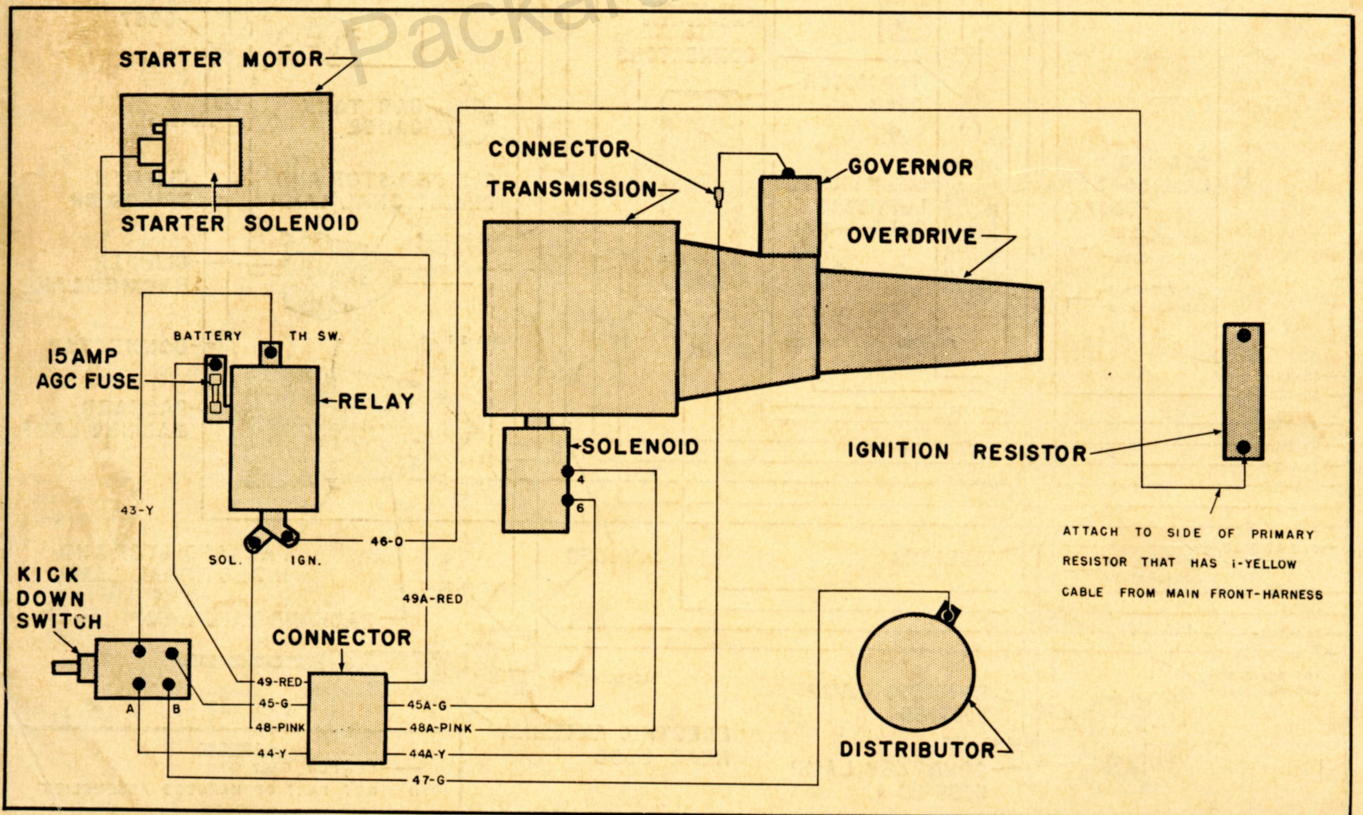 Packar
STARTER MOTOR
STARTER SOLENOID
CONNECTOR
TRANSMISSION
GOVERNOR
OVERDRIVE
BATTERY
TH SW.
15 AMP
AGC FUSE
RELAY
SOLENOID
4
6
IGNITION RESISTOR
43-Y
SOL.
IGN.
46-O
ATTACH TO SIDE OF PRIMARY
RESISTOR THAT HAS 1-YELLOW
CABLE FROM MAIN FRONT-HARNESS
KICK
DOWN
SWITCH
49A-RED
CONNECTOR
A
B
49-RED
45-G
45A-G
48-PINK
48A-PINK
44-Y
44A-Y
47-G
DISTRIBUTOR